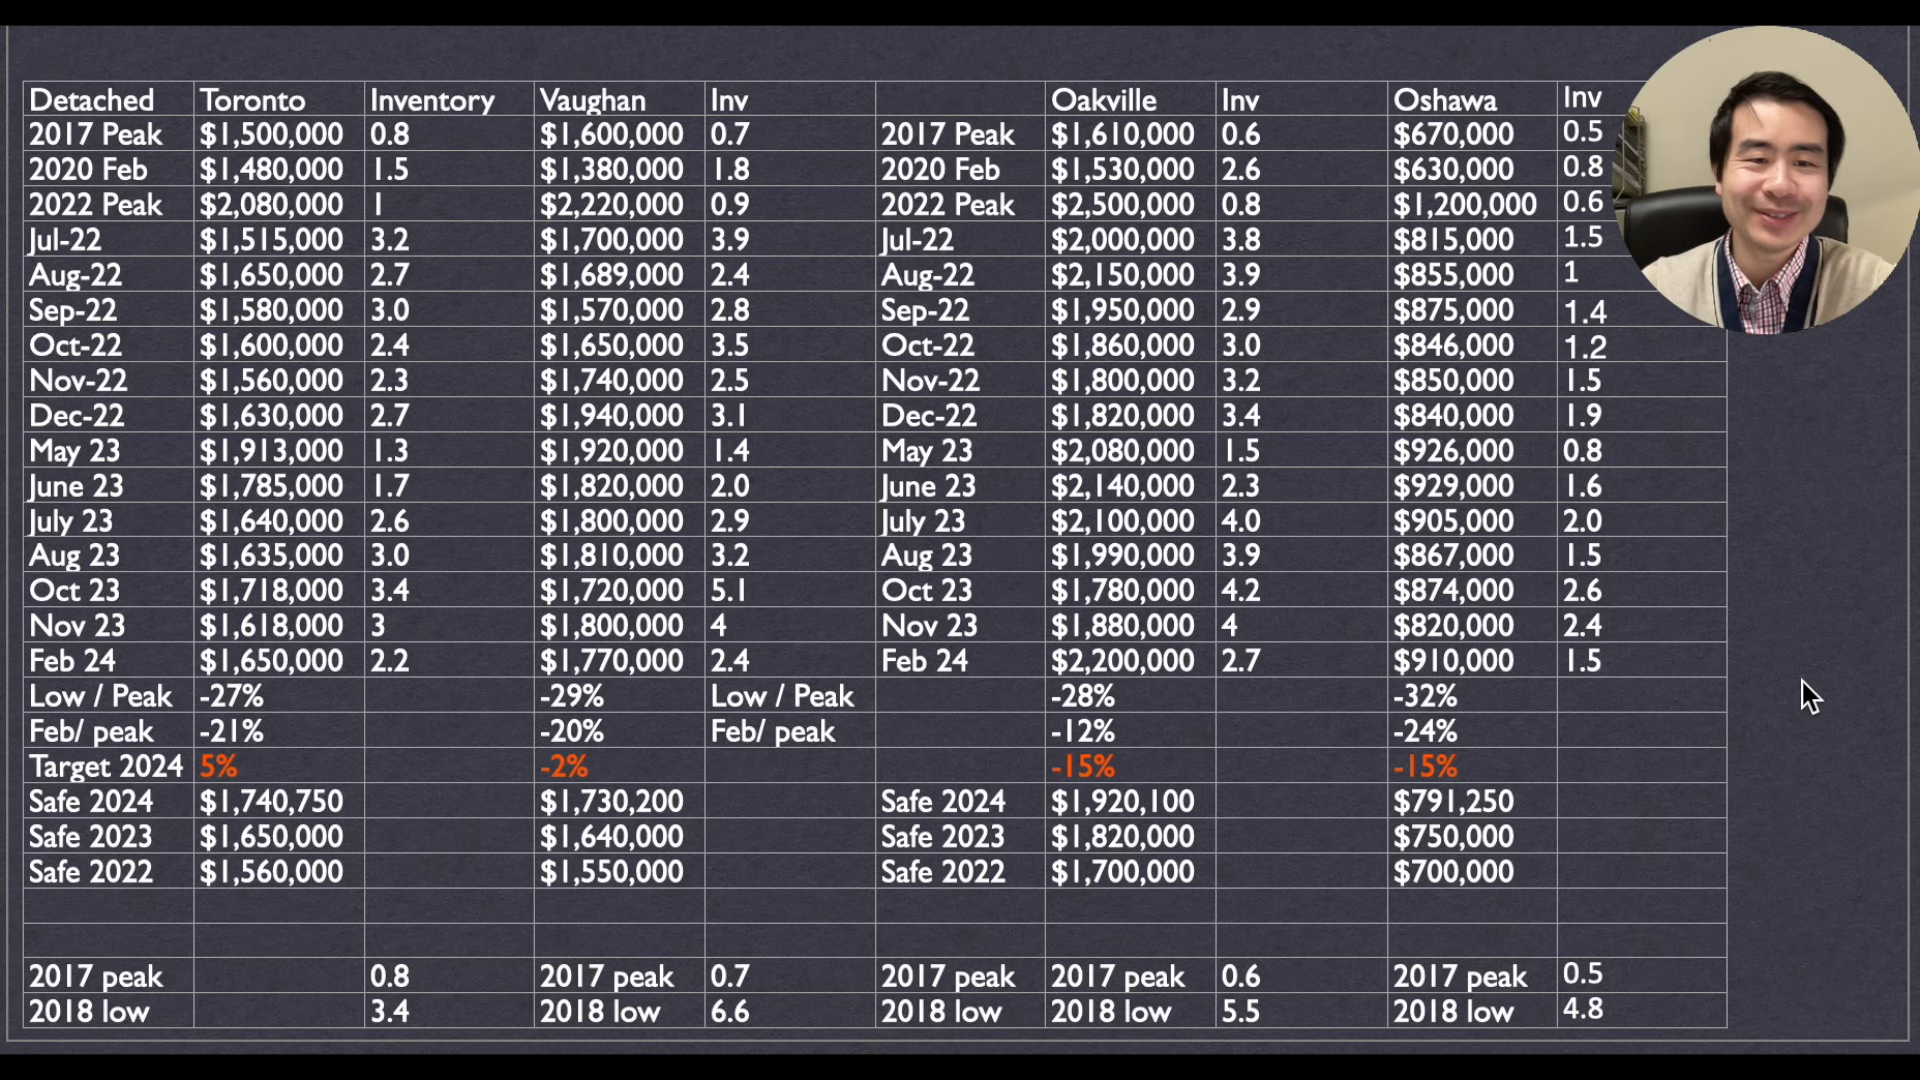 Detached Toronto Inventory Vaughan Inv Oakville Inv Oshawa Inv
2017 Peak $1,500,000 0.8 $1,600,000 0.7 2017 Peak $1,610,000 0.6 $670,000 0.5
2020 Feb $1,480,000 1.5 $1,380,000 1.8 2020 Feb $1,530,000 2.6 $630,000 0.8
2022 Peak $2,080,000 1 $2,220,000 0.9 2022 Peak $2,500,000 0.8 $1,200,000 0.6
Jul-22 $1,515,000 3.2 $1,700,000 3.9 Jul-22 $2,000,000 3.8 $815,000 1.5
Aug-22 $1,650,000 2.7 $1,689,000 2.4 Aug-22 $2,150,000 3.9 $855,000 1
Sep-22 $1,580,000 3.0 $1,570,000 2.8 Sep-22 $1,950,000 2.9 $875,000 1.4
Oct-22 $1,600,000 2.4 $1,650,000 3.5 Oct-22 $1,860,000 3.0 $846,000 1.2
Nov-22 $1,560,000 2.3 $1,740,000 2.5 Nov-22 $1,800,000 3.2 $850,000 1.5
Dec-22 $1,630,000 2.7 $1,940,000 3.1 Dec-22 $1,820,000 3.4 $840,000 1.9
May 23 $1,913,000 1.3 $1,920,000 1.4 May 23 $2,080,000 1.5 $926,000 0.8
June 23 $1,785,000 1.7 $1,820,000 2.0 June 23 $2,140,000 2.3 $929,000 1.6
July 23 $1,640,000 2.6 $1,800,000 2.9 July 23 $2,100,000 4.0 $905,000 2.0
Aug 23 $1,635,000 3.0 $1,810,000 3.2 Aug 23 $1,990,000 3.9 $867,000 1.5
Oct 23 $1,718,000 3.4 $1,720,000 5.1 Oct 23 $1,780,000 4.2 $874,000 2.6
Nov 23 $1,618,000 3 $1,800,000 4 Nov 23 $1,880,000 4 $820,000 2.4
Feb 24 $1,650,000 2.2 $1,770,000 2.4 Feb 24 $2,200,000 2.7 $910,000 1.5
Low / Peak -27% -29% Low / Peak -28% -32%
Feb/ peak -21% -20% Feb/ peak -12% -24%
Target 2024 5% -2% -15% -15%
Safe 2024 $1,740,750 $1,730,200 Safe 2024 $1,920,100 $791,250
Safe 2023 $1,650,000 $1,640,000 Safe 2023 $1,820,000 $750,000
Safe 2022 $1,560,000 $1,550,000 Safe 2022 $1,700,000 $700,000
2017 peak 0.8 2017 peak 0.7 2017 peak 2017 peak 0.6 2017 peak 0.5
2018 low 3.4 2018 low 6.6 2018 low 2018 low 5.5 2018 low 4.8